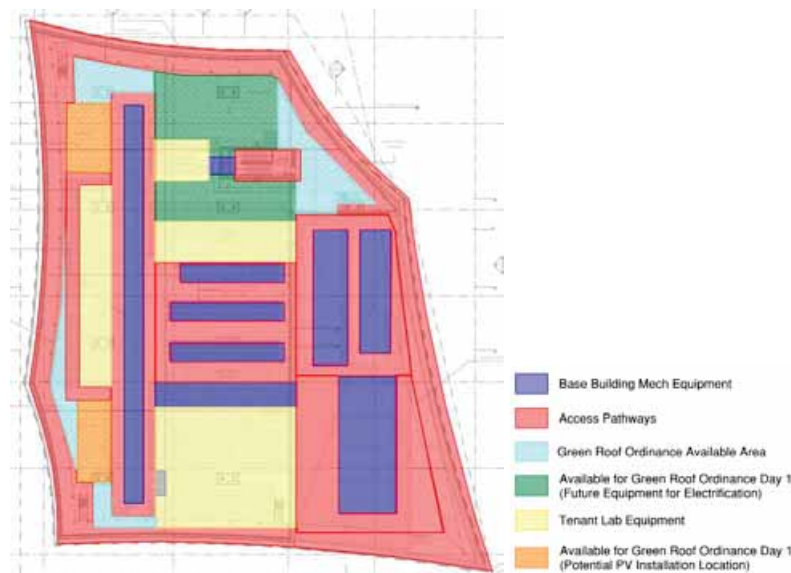 Base Building Mech Equipment
Access Pathways
Green Roof Ordinance Available Area
Available for Green Roof Ordinance Day 1
(Future Equipment for Electrification)
Tenant Lab Equipment
Available for Green Roof Ordinance Day 1
(Potential PV Installation Location)